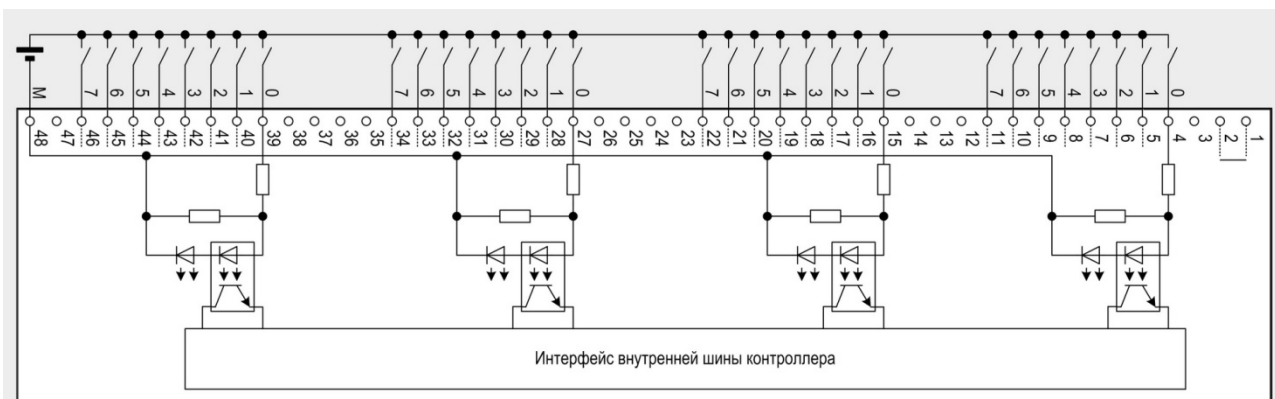 M 7 6 5 4 3 2 1 0 7 6 5 4 3 2 1 0 7 6 5 4 3 2 1 0 7 6 5 4 3 2 1 0
48 47 46 45 44 43 42 41 40 39 38 37 36 35 34 33 32 31 30 29 28 27 26 25 24 23 22 21 20 19 18 17 16 15 14 13 12 11 10 9 8 7 6 5 4 3 2 1
Интерфейс внутренней шины контроллера